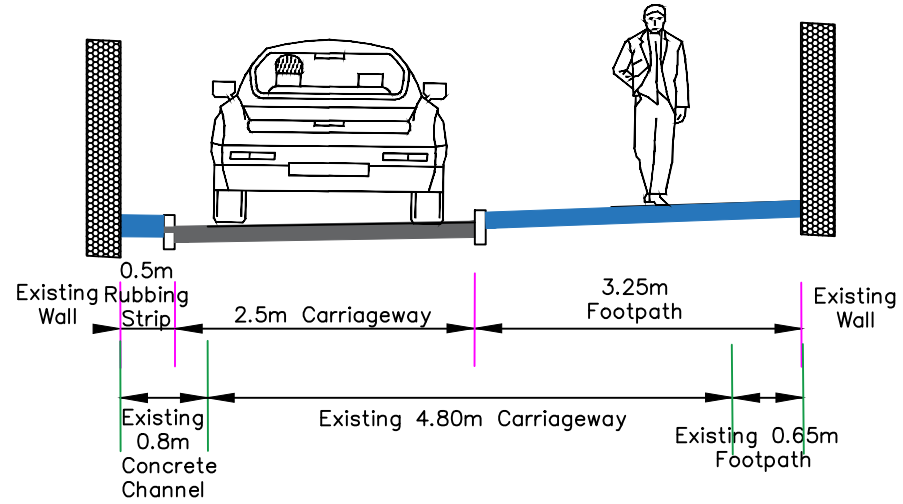 0.5m
Rubbing
Strip
Existing
Wall
2.5m Carriageway
3.25m
Footpath
Existing
Wall
Existing
0.8m
Concrete
Channel
Existing 4.80m Carriageway
Existing 0.65m
Footpath